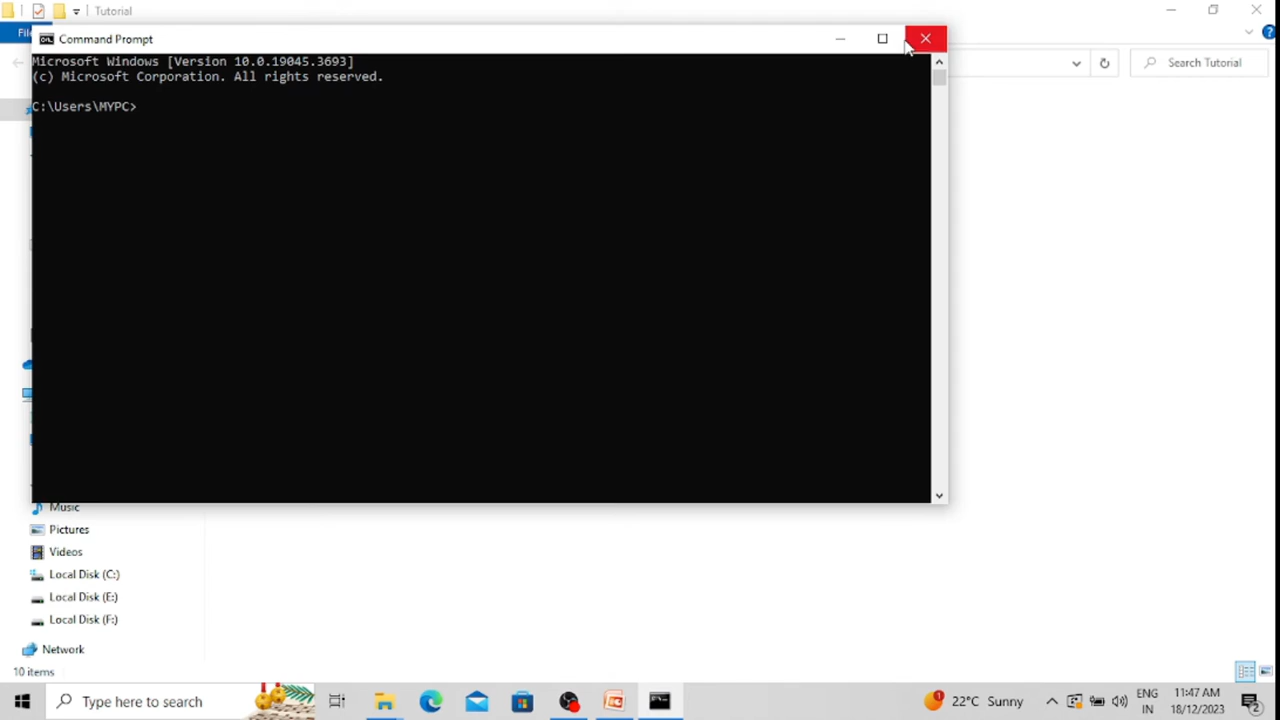 Tutorial
Command Prompt
Microsoft Windows [Version 10.0.19045.3693]
(c) Microsoft Corporation. All rights reserved.
C:\Users\MYPC>
Search Tutorial
Music
Pictures
Videos
Local Disk (C:)
Local Disk (E:)
Local Disk (F:)
Network
10 items
Type here to search
22°C Sunny
ENG
IN
11:47 AM
18/12/2023